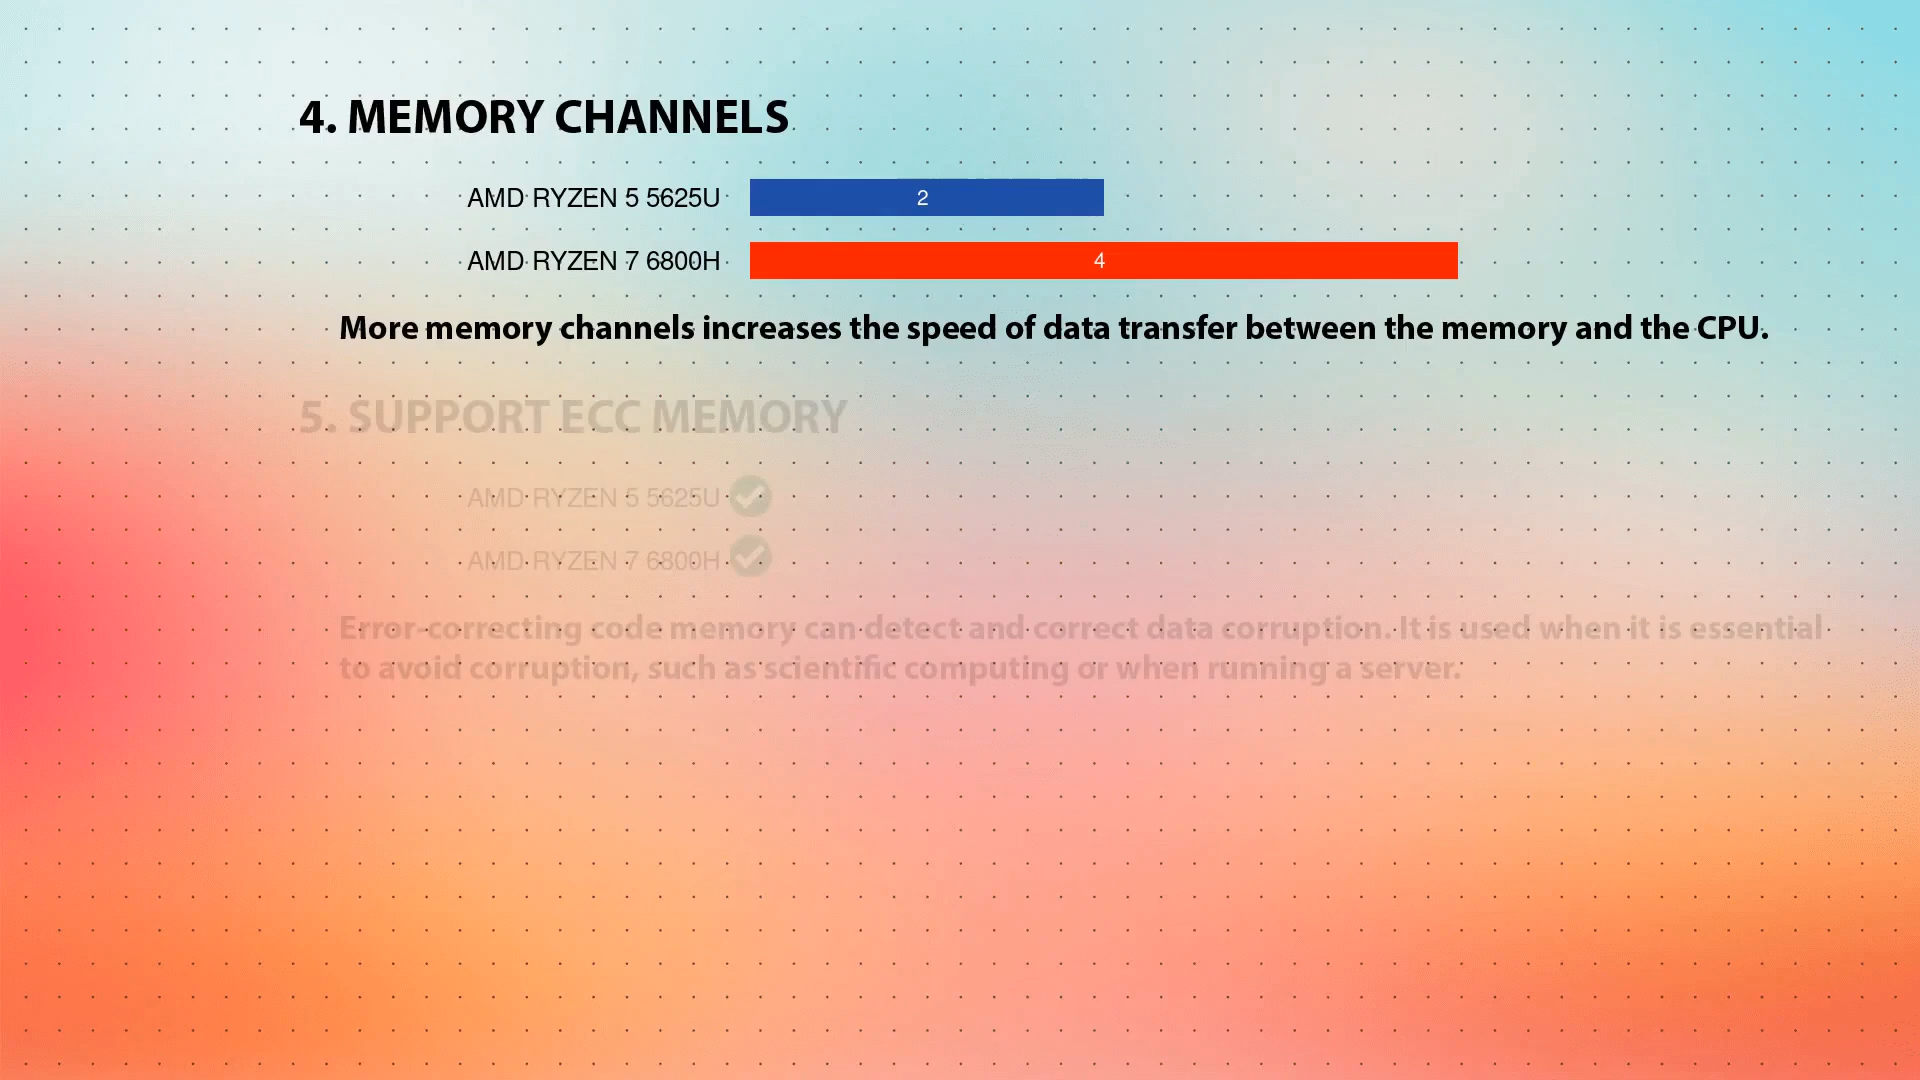 4. MEMORY CHANNELS
AMD RYZEN 5 5625U 2
AMD RYZEN 7 6800H 4
More memory channels increases the speed of data transfer between the memory and the CPU.
5. SUPPORT ECC MEMORY
AMD RYZEN 5 5625U
AMD RYZEN 7 6800H
Error-correcting code memory can detect and correct data corruption. It is used when it is essential
to avoid corruption, such as scientific computing or when running a server.